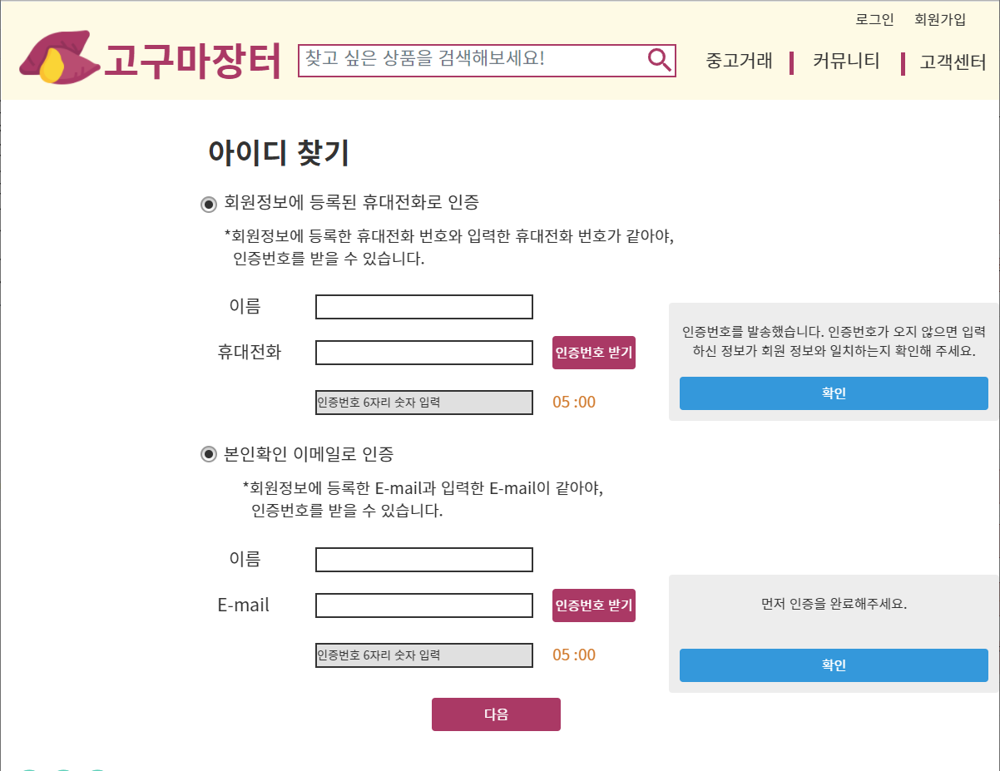 로그인 회원가입
고구마장터
찾고 싶은 상품을 검색해보세요!
중고거래 커뮤니티 고객센터
아이디 찾기
회원정보에 등록된 휴대전화로 인증
*회원정보에 등록한 휴대전화 번호와 입력한 휴대전화 번호가 같아야,
인증번호를 받을 수 있습니다.
이름
휴대전화
인증번호 받기
인증번호 6자리 숫자 입력
05 :00
인증번호를 발송했습니다. 인증번호가 오지 않으면 입력
하신 정보가 회원 정보와 일치하는지 확인해 주세요.
확인
본인확인 이메일로 인증
*회원정보에 등록한 E-mail과 입력한 E-mail이 같아야,
인증번호를 받을 수 있습니다.
이름
E-mail
인증번호 받기
인증번호 6자리 숫자 입력
05 :00
먼저 인증을 완료해주세요.
확인
다음